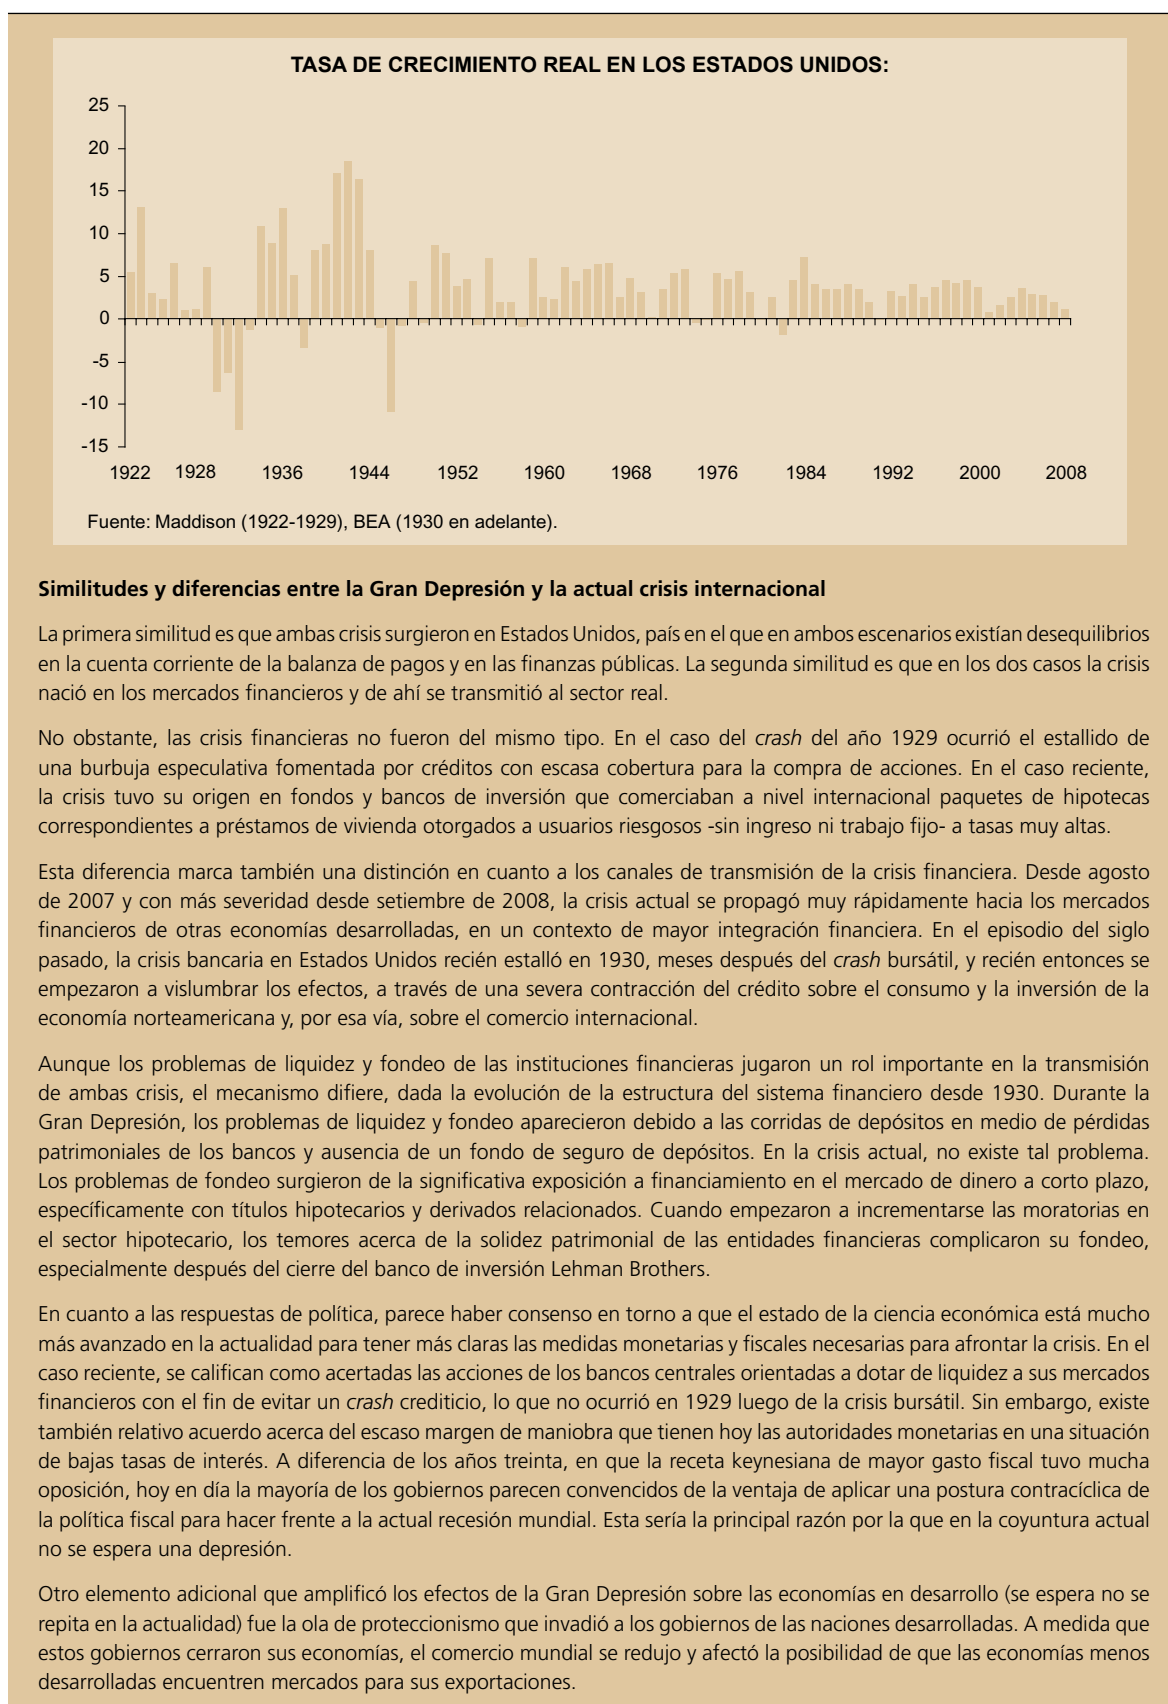 TASA DE CRECIMIENTO REAL EN LOS ESTADOS UNIDOS:
25
20
15
10
5
0
-5
-10
-15
1922 1928 1936 1944 1952 1960 1968 1976 1984 1992 2000 2008
Fuente: Maddison (1922-1929), BEA (1930 en adelante).
Similitudes y diferencias entre la Gran Depresión y la actual crisis internacional
La primera similitud es que ambas crisis surgieron en Estados Unidos, país en el que en ambos escenarios existían desequilibrios
en la cuenta corriente de la balanza de pagos y en las finanzas públicas. La segunda similitud es que en los dos casos la crisis
nació en los mercados financieros y de ahí se transmitió al sector real.
No obstante, las crisis financieras no fueron del mismo tipo. En el caso del crash del año 1929 ocurrió el estallido de
una burbuja especulativa fomentada por créditos con escasa cobertura para la compra de acciones. En el caso reciente,
la crisis tuvo su origen en fondos y bancos de inversión que comerciaban a nivel internacional paquetes de hipotecas
correspondientes a préstamos de vivienda otorgados a usuarios riesgosos -sin ingreso ni trabajo fijo- a tasas muy altas.
Esta diferencia marca también una distinción en cuanto a los canales de transmisión de la crisis financiera. Desde agosto
de 2007 y con más severidad desde setiembre de 2008, la crisis actual se propagó muy rápidamente hacia los mercados
financieros de otras economías desarrolladas, en un contexto de mayor integración financiera. En el episodio del siglo
pasado, la crisis bancaria en Estados Unidos recién estalló en 1930, meses después del crash bursátil, y recién entonces se
empezaron a vislumbrar los efectos, a través de una severa contracción del crédito sobre el consumo y la inversión de la
economía norteamericana y, por esa vía, sobre el comercio internacional.
Aunque los problemas de liquidez y fondeo de las instituciones financieras jugaron un rol importante en la transmisión
de ambas crisis, el mecanismo difiere, dada la evolución de la estructura del sistema financiero desde 1930. Durante la
Gran Depresión, los problemas de liquidez y fondeo aparecieron debido a las corridas de depósitos en medio de pérdidas
patrimoniales de los bancos y ausencia de un fondo de seguro de depósitos. En la crisis actual, no existe tal problema.
Los problemas de fondeo surgieron de la significativa exposición a financiamiento en el mercado de dinero a corto plazo,
específicamente con títulos hipotecarios y derivados relacionados. Cuando empezaron a incrementarse las moratorias en
el sector hipotecario, los temores acerca de la solidez patrimonial de las entidades financieras complicaron su fondeo,
especialmente después del cierre del banco de inversión Lehman Brothers.
En cuanto a las respuestas de política, parece haber consenso en torno a que el estado de la ciencia económica está mucho
más avanzado en la actualidad para tener más claras las medidas monetarias y fiscales necesarias para afrontar la crisis. En el
caso reciente, se califican como acertadas las acciones de los bancos centrales orientadas a dotar de liquidez a sus mercados
financieros con el fin de evitar un crash crediticio, lo que no ocurrió en 1929 luego de la crisis bursátil. Sin embargo, existe
también relativo acuerdo acerca del escaso margen de maniobra que tienen hoy las autoridades monetarias en una situación
de bajas tasas de interés. A diferencia de los años treinta, en que la receta keynesiana de mayor gasto fiscal tuvo mucha
oposición, hoy en día la mayoría de los gobiernos parecen convencidos de la ventaja de aplicar una postura contracíclica de
la política fiscal para hacer frente a la actual recesión mundial. Esta sería la principal razón por la que en la coyuntura actual
no se espera una depresión.
Otro elemento adicional que amplificó los efectos de la Gran Depresión sobre las economías en desarrollo (se espera no se
repita en la actualidad) fue la ola de proteccionismo que invadió a los gobiernos de las naciones desarrolladas. A medida que
estos gobiernos cerraron sus economías, el comercio mundial se redujo y afectó la posibilidad de que las economías menos
desarrolladas encuentren mercados para sus exportaciones.